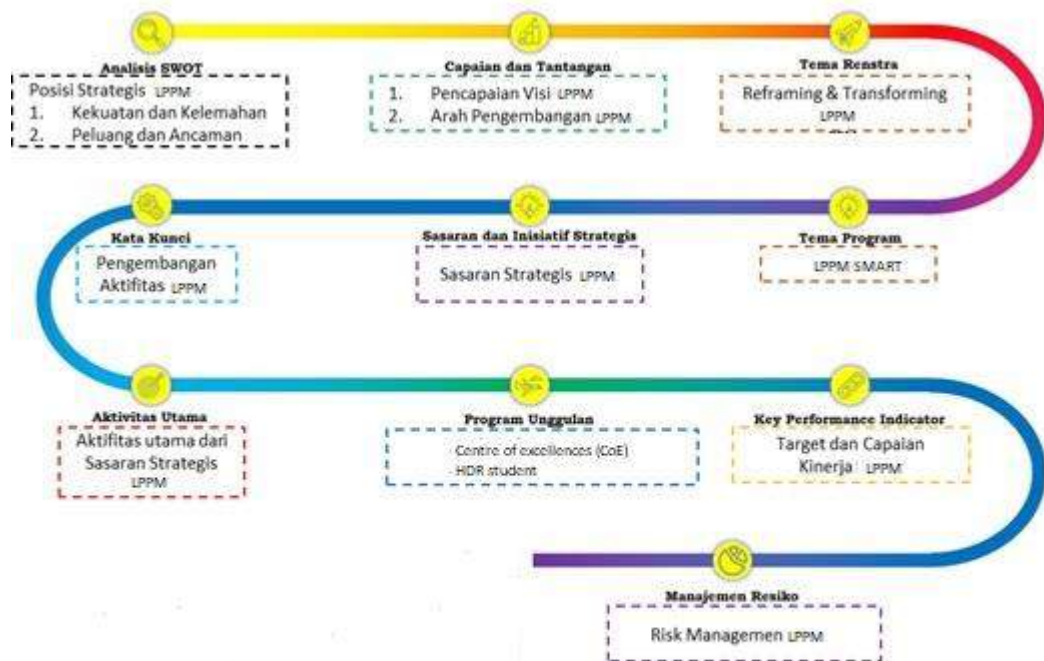 Analisis SWOT
Posisi Strategis LPPM
1. Kekuatan dan Kelemahan
2. Peluang dan Ancaman
Capaian dan Tantangan
1. Pencapaian Visi LPPM
2. Arah Pengembangan LPPM
Tema Renstra
Reframing & Transforming
LPPM
Kata Kunci
Pengembangan
Aktifitas LPPM
Sasaran dan Inisiatif Strategis
Sasaran Strategis LPPM
Tema Program
LPPM SMART
Aktivitas Utama
Aktifitas utama dari
Sasaran Strategis
LPPM
Program Unggulan
- Centre of excellences (CoE)
- HDR student
Key Performance Indicator
Target dan Capaian
Kinerja LPPM
Manajemen Resiko
Risk Managemen LPPM